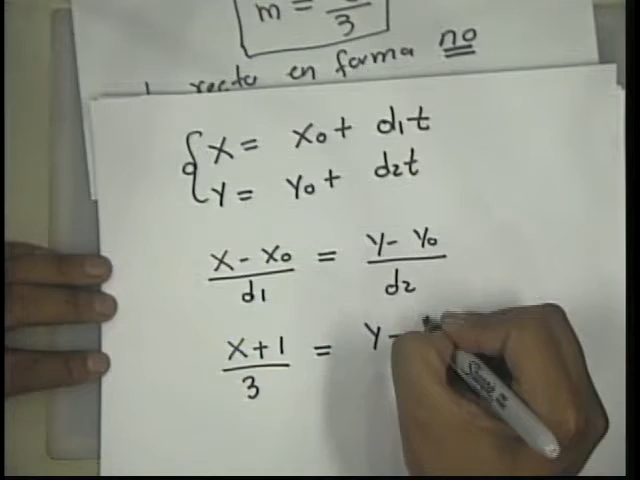 m = 3
recta en forma no
x = x₀ + d₁t
y = y₀ + d₂t
x - x₀ / d₁ = y - y₀ / d₂
x + 1 / 3 = y -
Sharpie